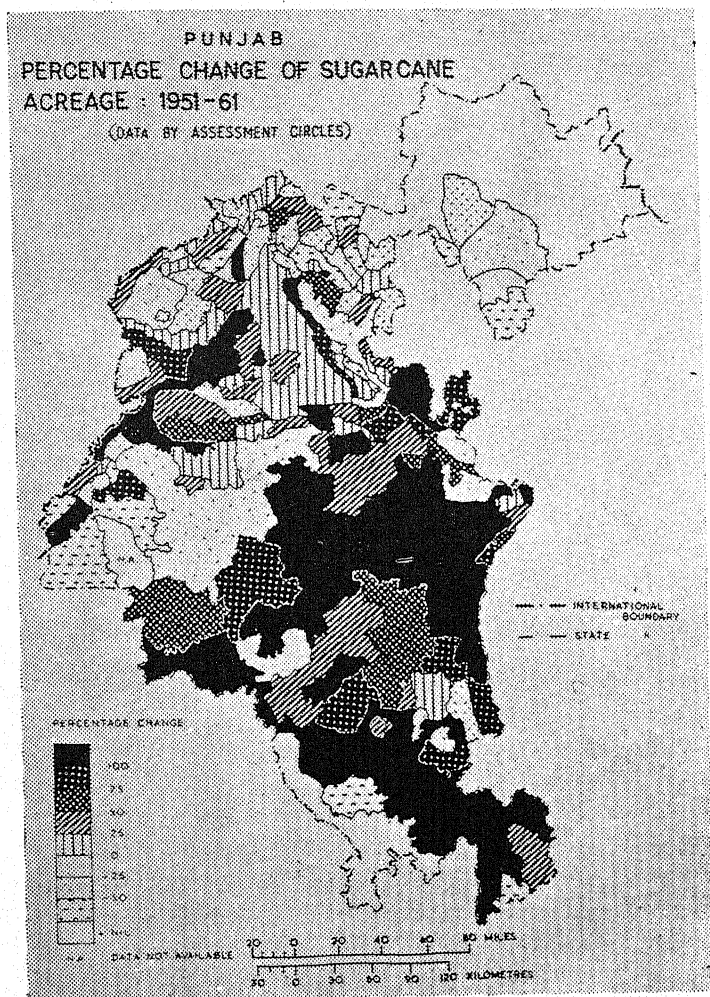 PUNJAB
PERCENTAGE CHANGE OF SUGARCANE
ACREAGE : 1951-61
(DATA BY ASSESSMENT CIRCLES)
N.A.
INTERNATIONAL
BOUNDARY
STATE "
PERCENTAGE CHANGE
100
75
50
25
0
-25
-50
NIL
N.A. DATA NOT AVAILABLE
20 0 20 40 60 80 MILES
30 0 30 60 90 120 KILOMETRES